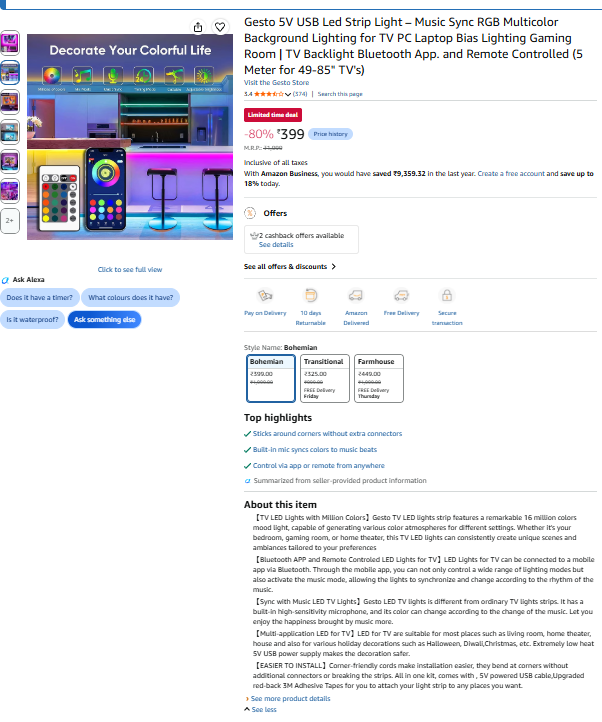 Gesto 5V USB Led Strip Light – Music Sync RGB Multicolor
Background Lighting for TV PC Laptop Bias Lighting Gaming
Room | TV Backlight Bluetooth App. and Remote Controlled (5
Meter for 49-85" TV's)
Visit the Gesto Store
3.4 (374) | Search this page
Limited time deal
-80% ₹399 Price history
M.R.P.: ₹1,999
Inclusive of all taxes
With Amazon Business, you would have saved ₹9,359.32 in the last year. Create a free account and save up to
18% today.
Decorate Your Colorful Life
2+
Click to see full view
Ask Alexa
Does it have a timer?
What colours does it have?
Is it waterproof?
Ask something else
Offers
2 cashback offers available
See details
See all offers & discounts
Pay on Delivery
10 days
Returnable
Amazon
Delivered
Free Delivery
Secure
transaction
Style Name: Bohemian
Bohemian
₹399.00
₹1,999.00
Transitional
₹325.00
FREE Delivery
Friday
Farmhouse
₹449.00
₹1,999.00
FREE Delivery
Thursday
Top highlights
Sticks around corners without extra connectors
Built-in mic syncs colors to music beats
Control via app or remote from anywhere
Summarized from seller-provided product information
About this item
【TV LED Lights with Million Colors】Gesto TV LED lights strip features a remarkable 16 million colors
mood light, capable of generating various color atmospheres for different settings. Whether it's your
bedroom, gaming room, or home theater, this TV LED lights can consistently create unique scenes and
ambiances tailored to your preferences
【Bluetooth APP and Remote Controled LED Lights for TV】LED Lights for TV can be connected to a mobile
app via Bluetooth. Through the mobile app, you can not only control a wide range of lighting modes but
also activate the music mode, allowing the lights to synchronize and change according to the rhythm of the
music.
【Sync with Music LED TV Lights】Gesto LED TV lights is different from ordinary TV lights strips. It has a
built-in high-sensitivity microphone, and its color can change according to the change of the music. Let you
enjoy the happiness brought by music more.
【Multi-application LED for TV】LED for TV are suitable for most places such as living room, home theater,
house and also for various holiday decorations such as Halloween, Diwali,Christmas, etc. Extremely low heat
5V USB power supply makes the decoration safer.
【EASIER TO INSTALL】Corner-friendly cords make installation easier, they bend at corners without
additional connectors or breaking the strips. All in one kit, comes with , 5V powered USB cable,Upgraded
red-back 3M Adhesive Tapes for you to attach your light strip to any places you want.
See more product details
See less